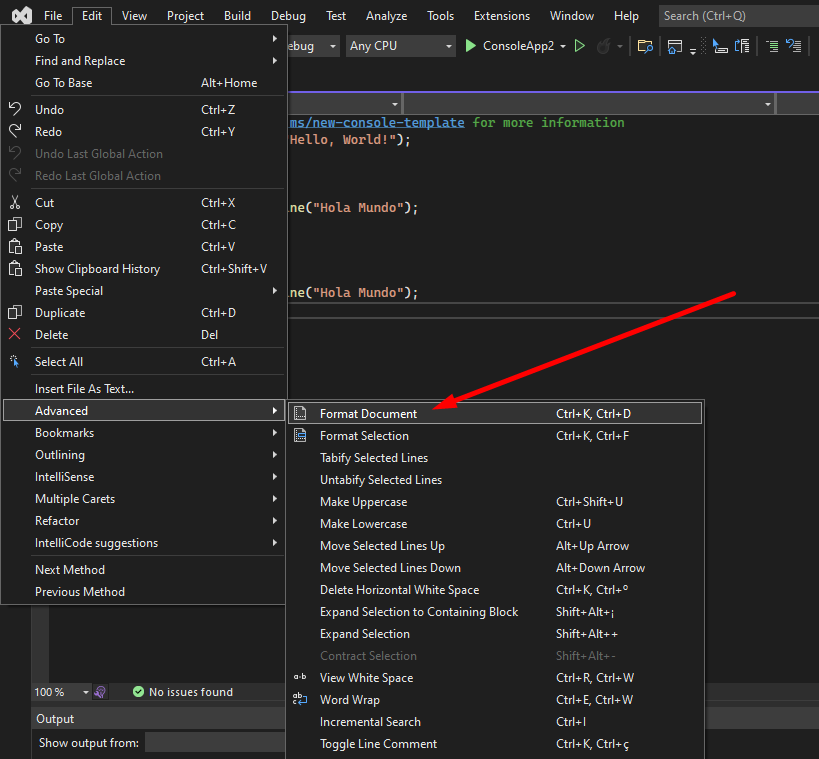 File Edit View Project Build Debug Test Analyze Tools Extensions Window Help Search (Ctrl+Q)
ebug Any CPU ConsoleApp2
ms/new-console-template for more information
Hello, World!");
ne("Hola Mundo");
ne("Hola Mundo");
Go To
Find and Replace
Go To Base Alt+Home
Undo Ctrl+Z
Redo Ctrl+Y
Undo Last Global Action
Redo Last Global Action
Cut Ctrl+X
Copy Ctrl+C
Paste Ctrl+V
Show Clipboard History Ctrl+Shift+V
Paste Special
Duplicate Ctrl+D
Delete Del
Select All Ctrl+A
Insert File As Text...
Advanced
Bookmarks
Outlining
IntelliSense
Multiple Carets
Refactor
IntelliCode suggestions
Next Method
Previous Method
Format Document Ctrl+K, Ctrl+D
Format Selection Ctrl+K, Ctrl+F
Tabify Selected Lines
Untabify Selected Lines
Make Uppercase Ctrl+Shift+U
Make Lowercase Ctrl+U
Move Selected Lines Up Alt+Up Arrow
Move Selected Lines Down Alt+Down Arrow
Delete Horizontal White Space Ctrl+K, Ctrl+º
Expand Selection to Containing Block Shift+Alt+¡
Expand Selection Shift+Alt++
Contract Selection Shift+Alt+-
a·b View White Space Ctrl+R, Ctrl+W
Word Wrap Ctrl+E, Ctrl+W
Incremental Search Ctrl+I
Toggle Line Comment Ctrl+K, Ctrl+ç
100 % No issues found
Output
Show output from: